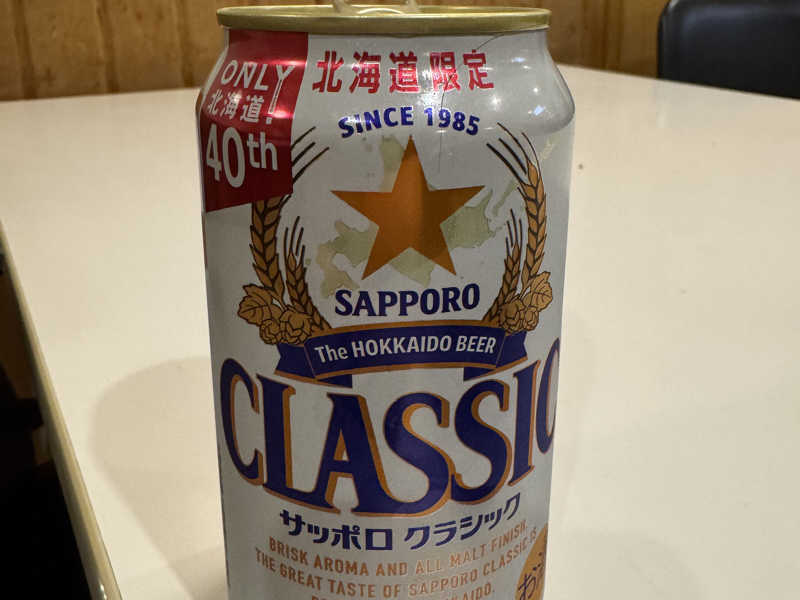 ONLY
北海道!
40th
北海道限定
SINCE 1985
SAPPORO
The HOKKAIDO BEER
CLASSIC
サッポロ クラシック
BRISK AROMA AND ALL MALT FINISH.
THE GREAT TASTE OF SAPPORO CLASSIC IS
お